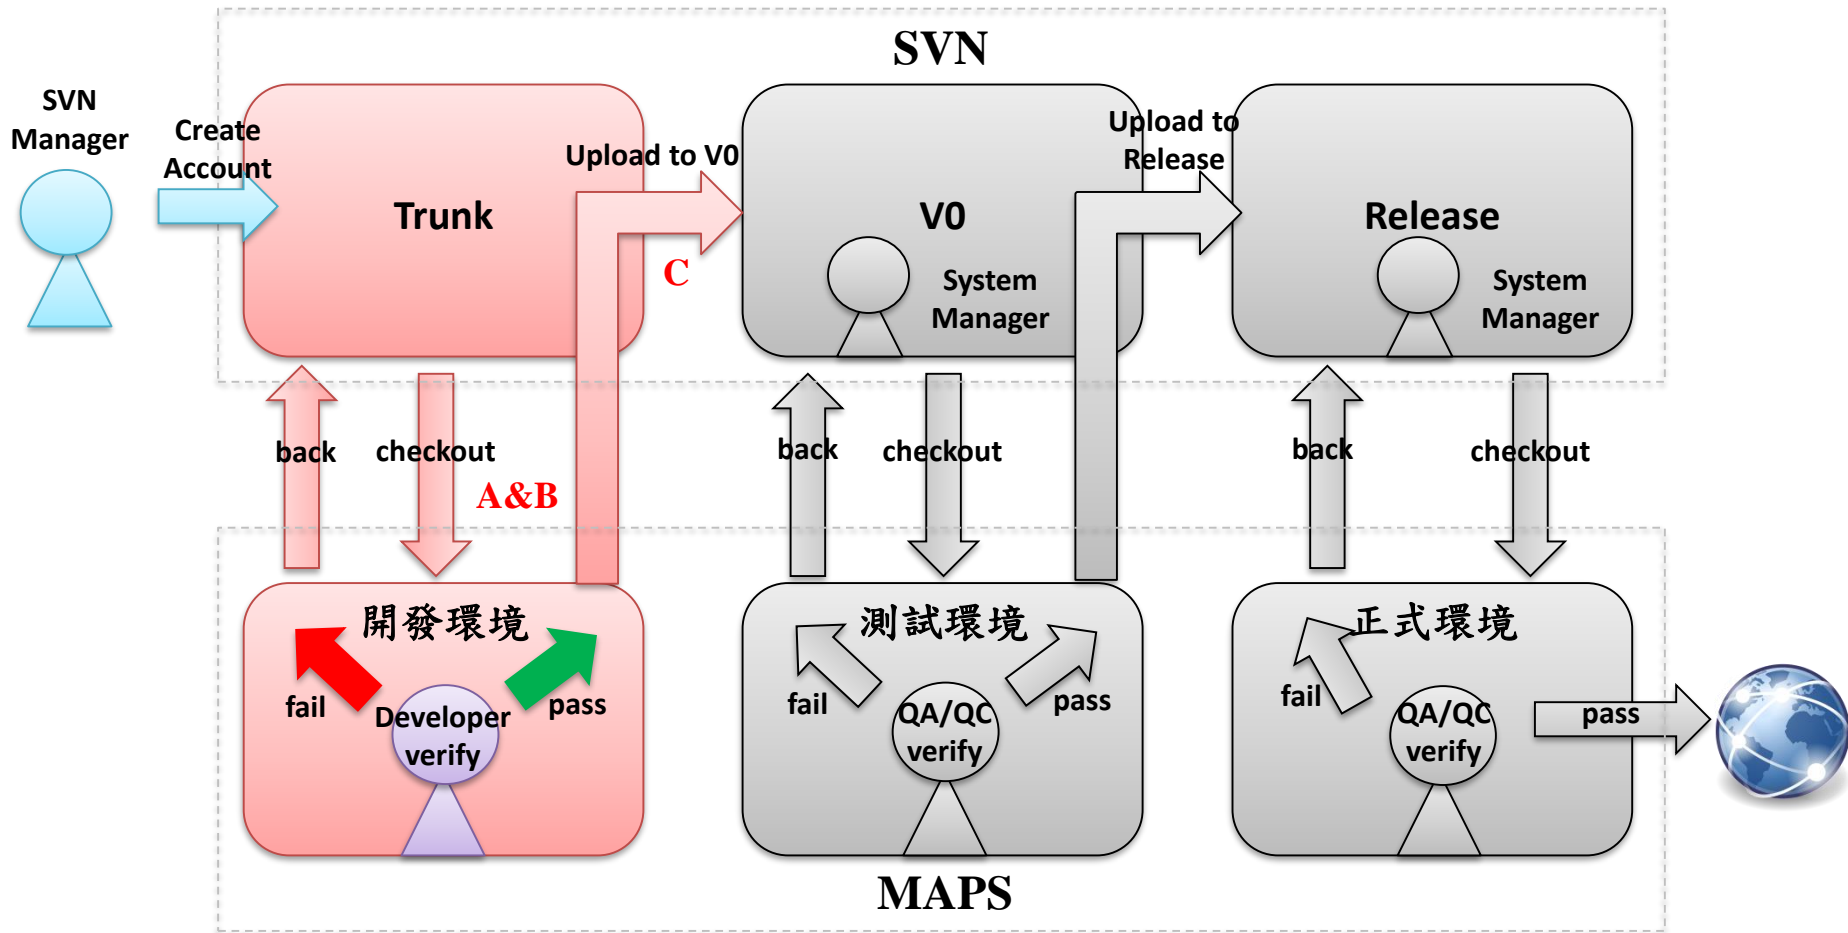 SVN
SVN
Manager
Create
Account
Trunk
Upload to V0
C
V0
System
Manager
Upload to
Release
Release
System
Manager
back
checkout
A&B
back
checkout
back
checkout
開發環境
fail
pass
Developer
verify
測試環境
fail
pass
QA/QC
verify
正式環境
fail
QA/QC
verify
pass
MAPS